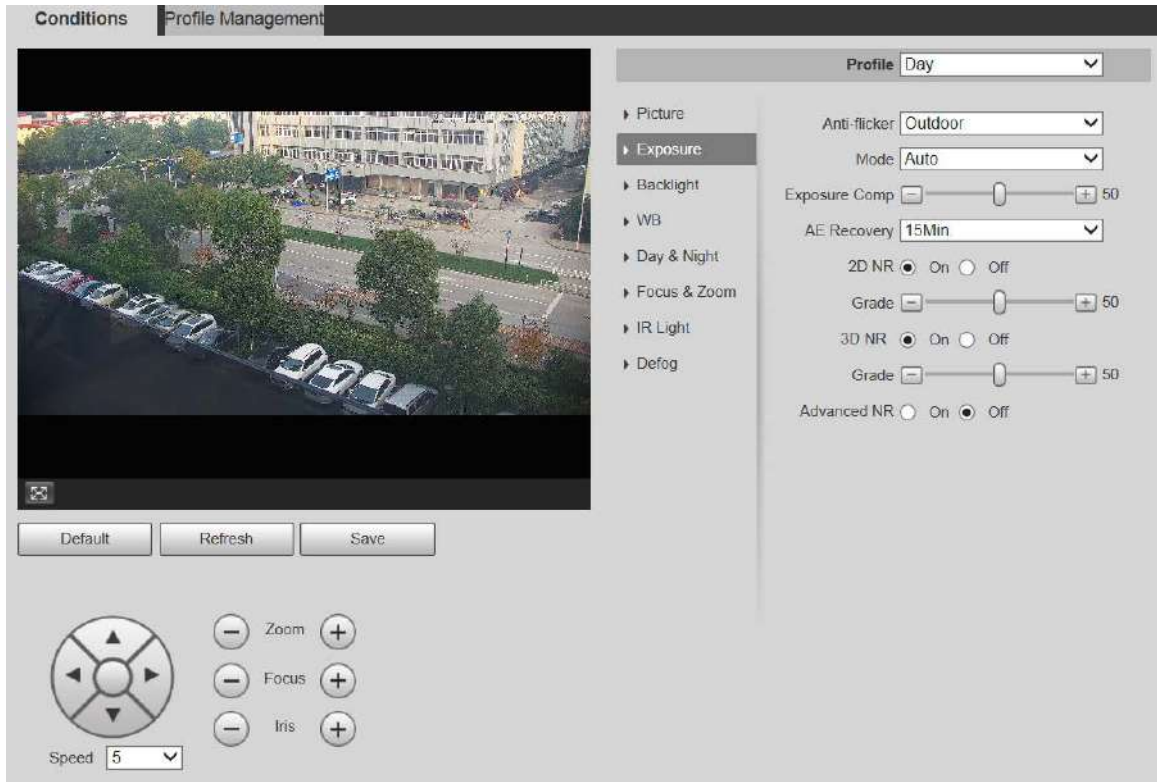 Conditions
Profile Management
Profile Day
Picture
Exposure
Backlight
WB
Day & Night
Focus & Zoom
IR Light
Defog
Anti-flicker Outdoor
Mode Auto
Exposure Comp 50
AE Recovery 15Min
2D NR On Off
Grade 50
3D NR On Off
Grade 50
Advanced NR On Off
Default Refresh Save
Zoom
Focus
Iris
Speed 5